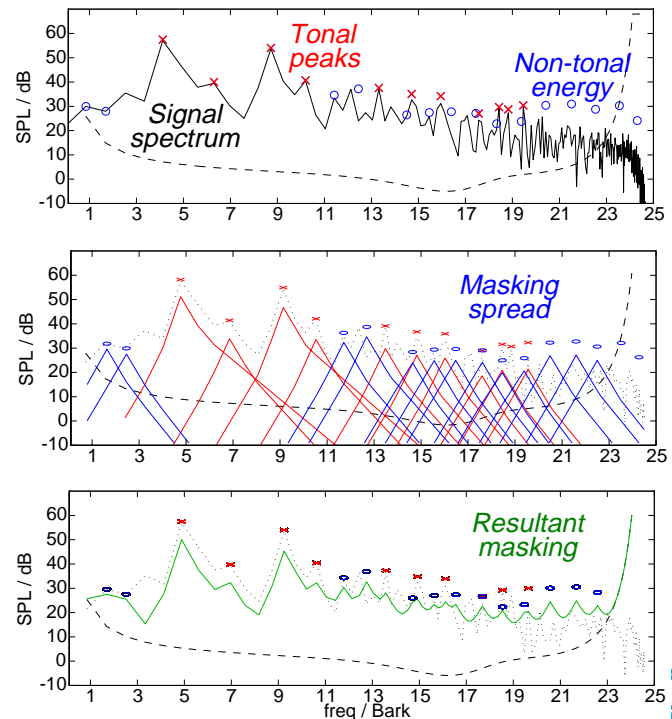 60
50
40
30
20
10
0
-10
SPL / dB
Tonal
peaks
Non-tonal
energy
Signal
spectrum
1 3 5 7 9 11 13 15 17 19 21 23 25
60
50
40
30
20
10
0
-10
SPL / dB
Masking
spread
1 3 5 7 9 11 13 15 17 19 21 23 25
60
50
40
30
20
10
0
-10
SPL / dB
Resultant
masking
1 3 5 7 9 11 13 15 17 19 21 23 25
freq / Bark